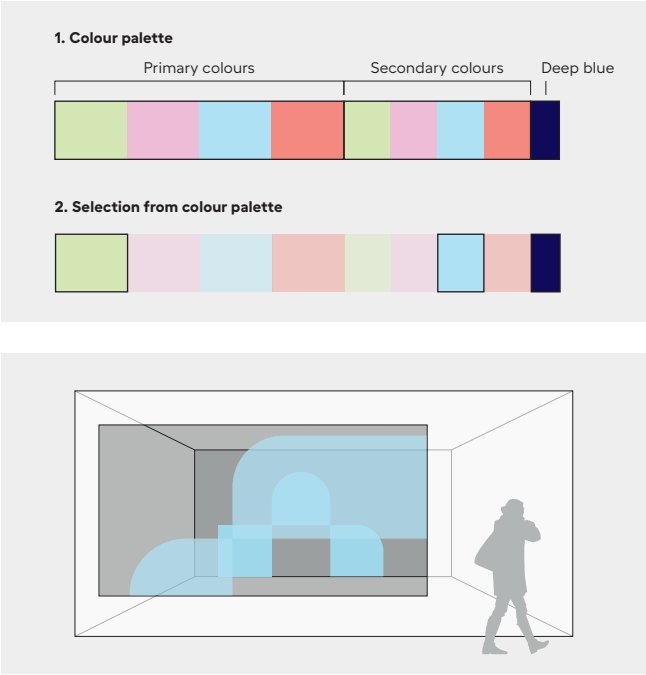 1. Colour palette
Primary colours
Secondary colours
Deep blue
2. Selection from colour palette